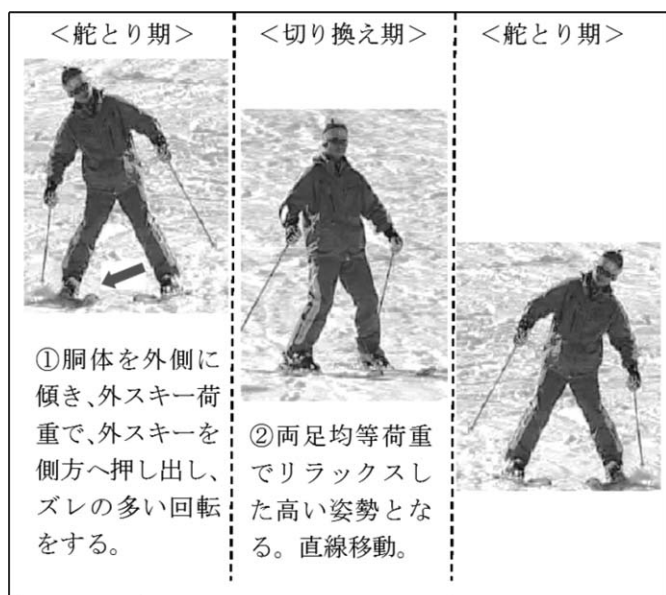 ＜舵とり期＞
＜切り換え期＞
＜舵とり期＞
①胴体を外側に
傾き､外スキー荷
重で､外スキーを
側方へ押し出し､
ズレの多い回転
をする。
②両足均等荷重
でリラックスし
た高い姿勢とな
る。直線移動。